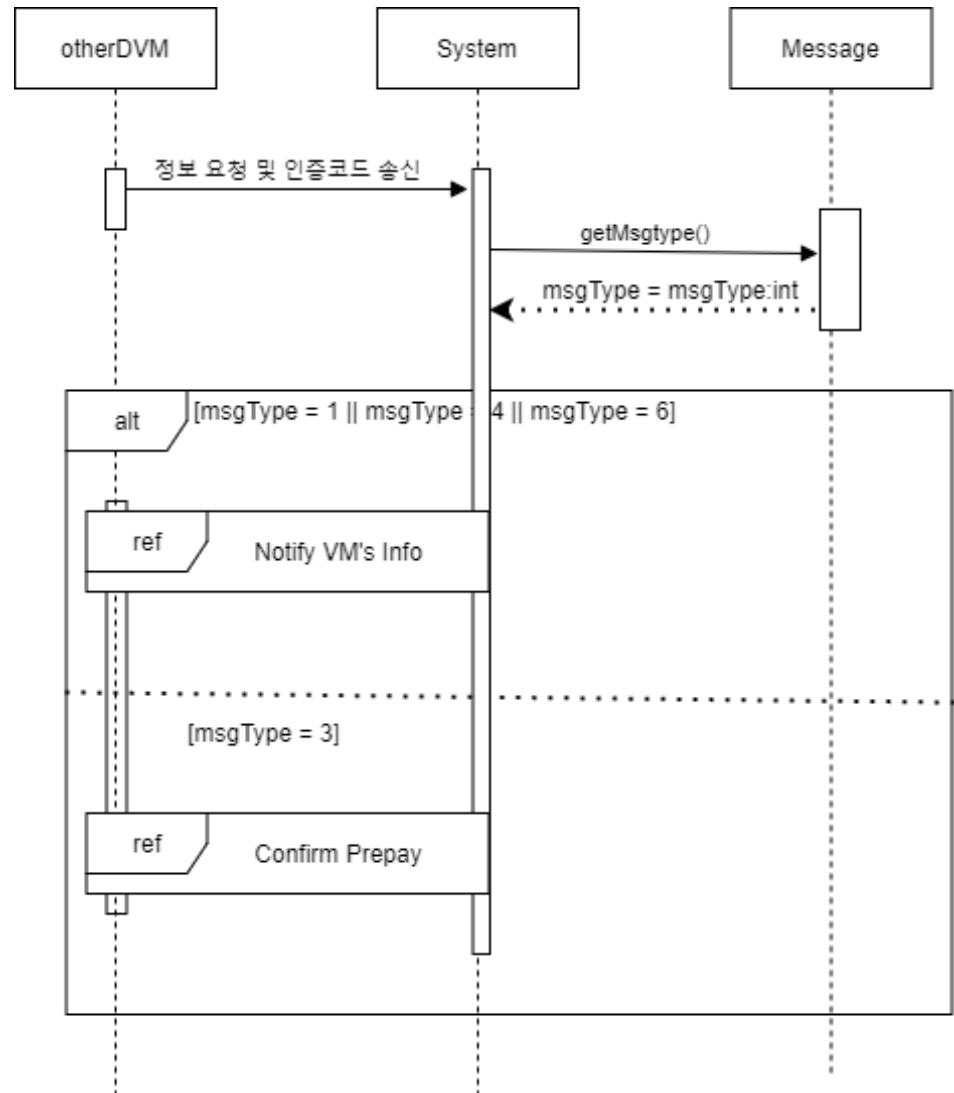 otherDVM
System
Message
정보 요청 및 인증코드 송신
getMsgtype()
msgType = msgType:int
alt
[msgType = 1 || msgType = 4 || msgType = 6]
ref
Notify VM's Info
[msgType = 3]
ref
Confirm Prepay